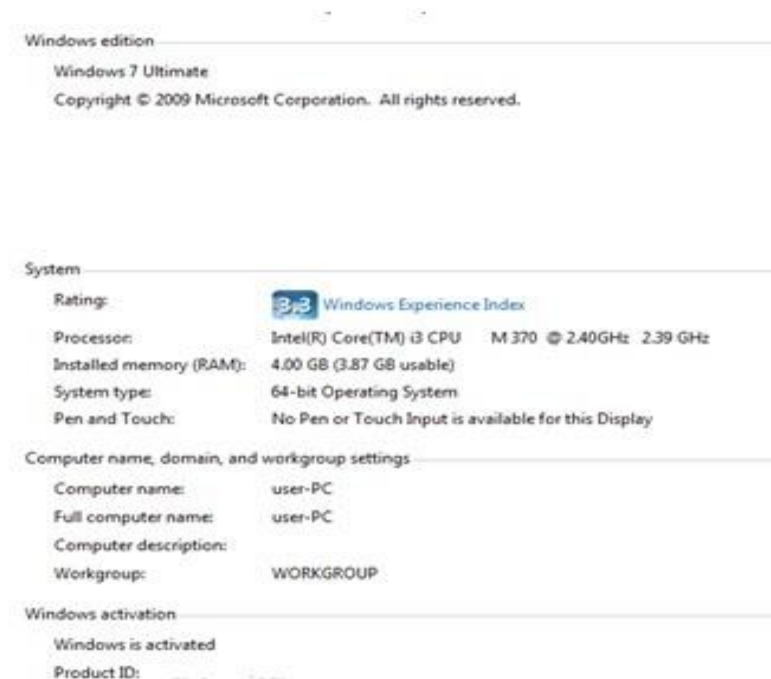 Windows edition
Windows 7 Ultimate
Copyright © 2009 Microsoft Corporation. All rights reserved.
System
Rating: 3.3 Windows Experience Index
Processor: Intel(R) Core(TM) i3 CPU M 370 @ 2.40GHz 2.39 GHz
Installed memory (RAM): 4.00 GB (3.87 GB usable)
System type: 64-bit Operating System
Pen and Touch: No Pen or Touch Input is available for this Display
Computer name, domain, and workgroup settings
Computer name: user-PC
Full computer name: user-PC
Computer description:
Workgroup: WORKGROUP
Windows activation
Windows is activated
Product ID: